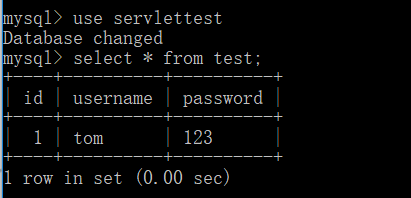 mysql> use servlettest
Database changed
mysql> select * from test;
+----+----------+----------+
| id | username | password |
+----+----------+----------+
|  1 | tom      | 123      |
+----+----------+----------+
1 row in set (0.00 sec)